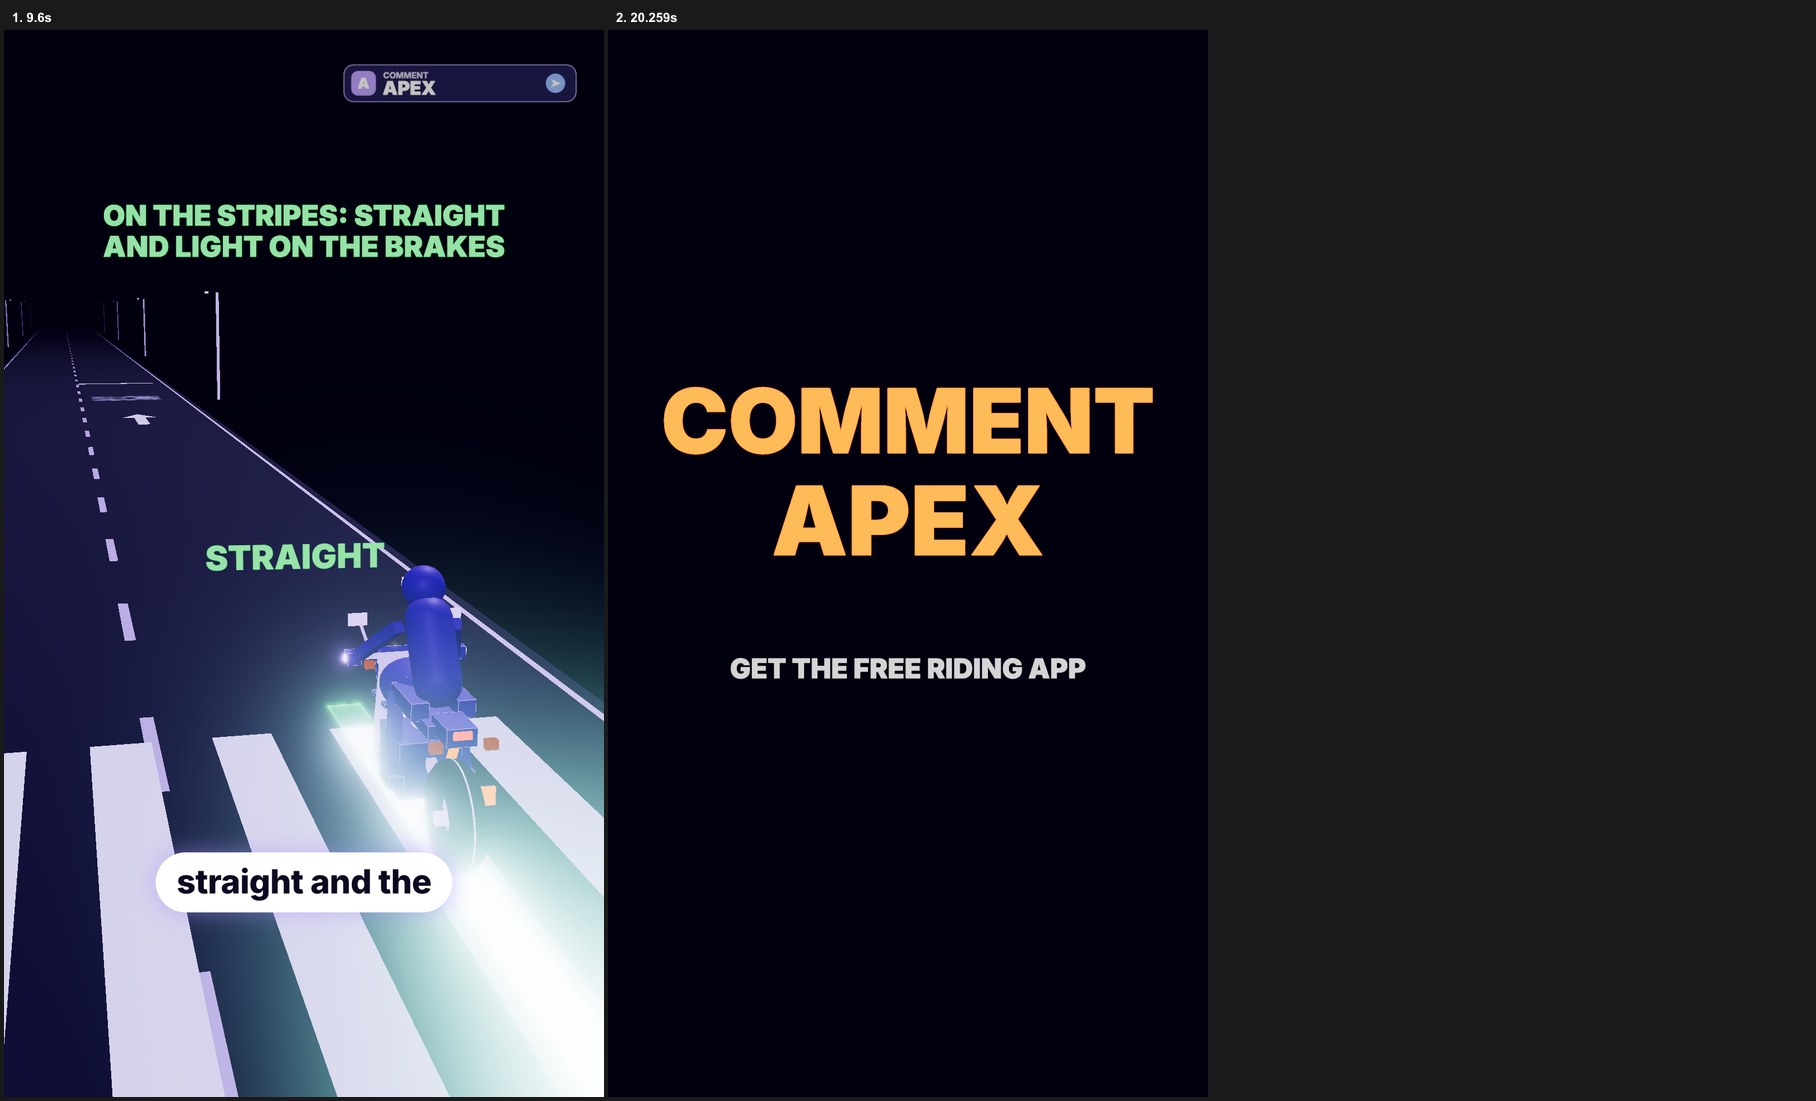 1. 9.6s
COMMENT
A APEX
ON THE STRIPES: STRAIGHT
AND LIGHT ON THE BRAKES
STRAIGHT
straight and the
2. 20.259s
COMMENT
APEX
GET THE FREE RIDING APP